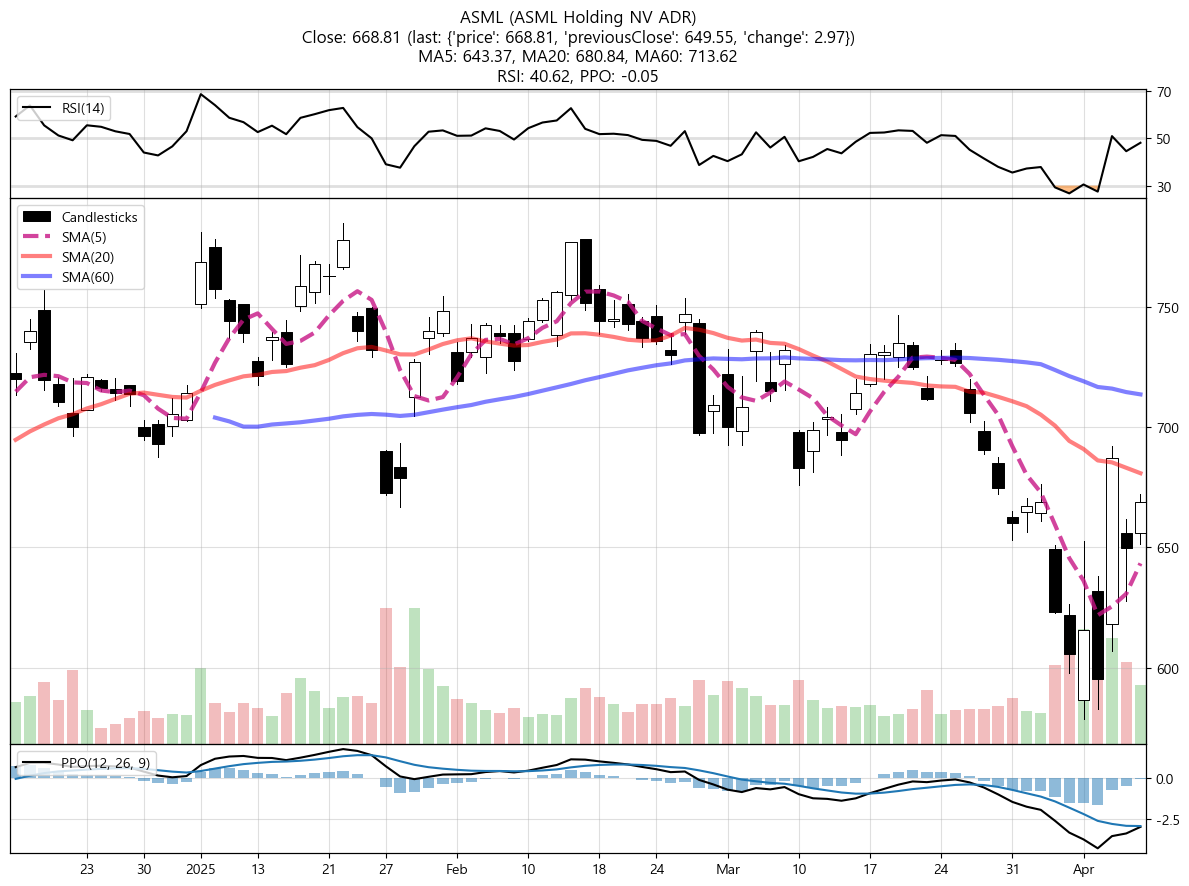 ASML (ASML Holding NV ADR)
Close: 668.81 (last: {'price': 668.81, 'previousClose': 649.55, 'change': 2.97})
MA5: 643.37, MA20: 680.84, MA60: 713.62
RSI: 40.62, PPO: -0.05
RSI(14)
70
50
30
Candlesticks
SMA(5)
SMA(20)
SMA(60)
750
700
650
600
PPO(12, 26, 9)
0.0
-2.5
23 30 2025 13 21 27 Feb 10 18 24 Mar 10 17 24 31 Apr